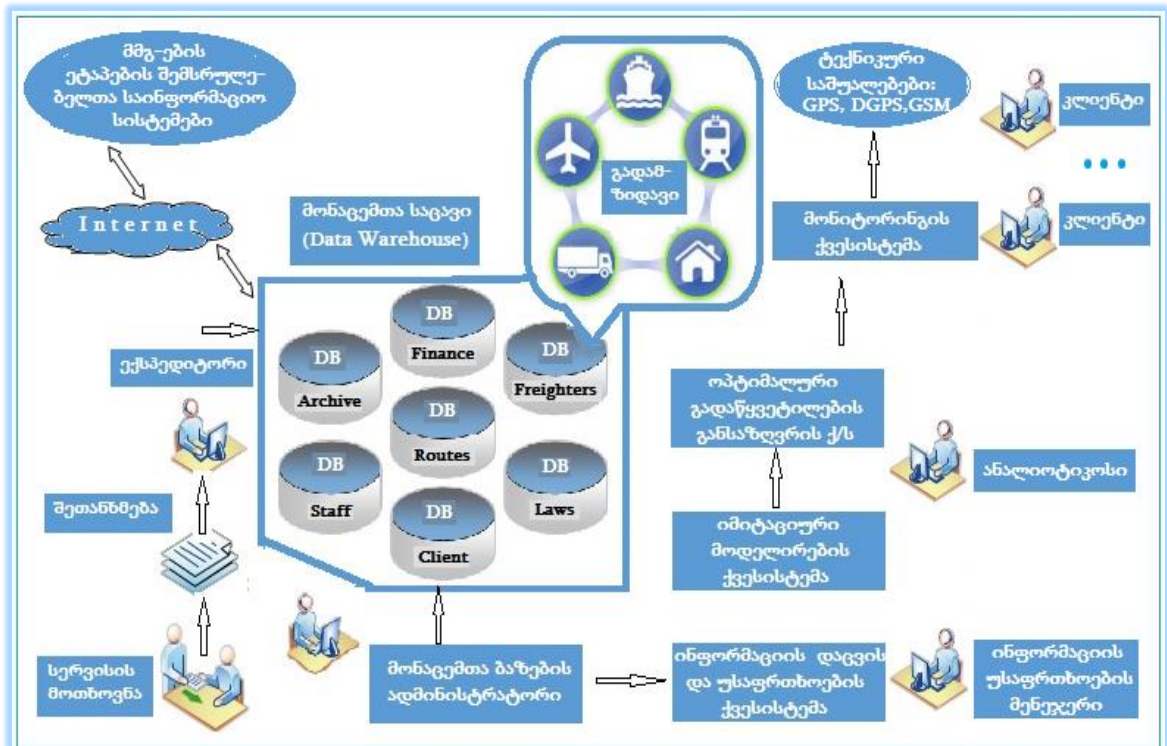 მმგ-ების
ეტაპების შემსრულე-
ბელთა საინფორმაციო
სისტემები
Internet
მონაცემთა საცავი
(Data Warehouse)
გადამ-
ზიდავი
ტექნიკური
საშუალებები:
GPS, DGPS,GSM
კლიენტი
...
კლიენტი
მონიტორინგის
ქვესისტემა
ექსპედიტორი
DB
Finance
DB
Archive
DB
Freighters
DB
Routes
DB
Staff
DB
Laws
DB
Client
ოპტიმალური
გადაწყვეტილების
განსაზღვრის ქ/ს
ანალიოტიკოსი
შეთანხმება
იმიტაციური
მოდელირების
ქვესისტემა
სერვისის
მოთხოვნა
მონაცემთა ბაზების
ადმინისტრატორი
ინფორმაციის დაცვის
და უსაფრთხოების
ქვესისტემა
ინფორმაციის
უსაფრთხოების
მენეჯერი